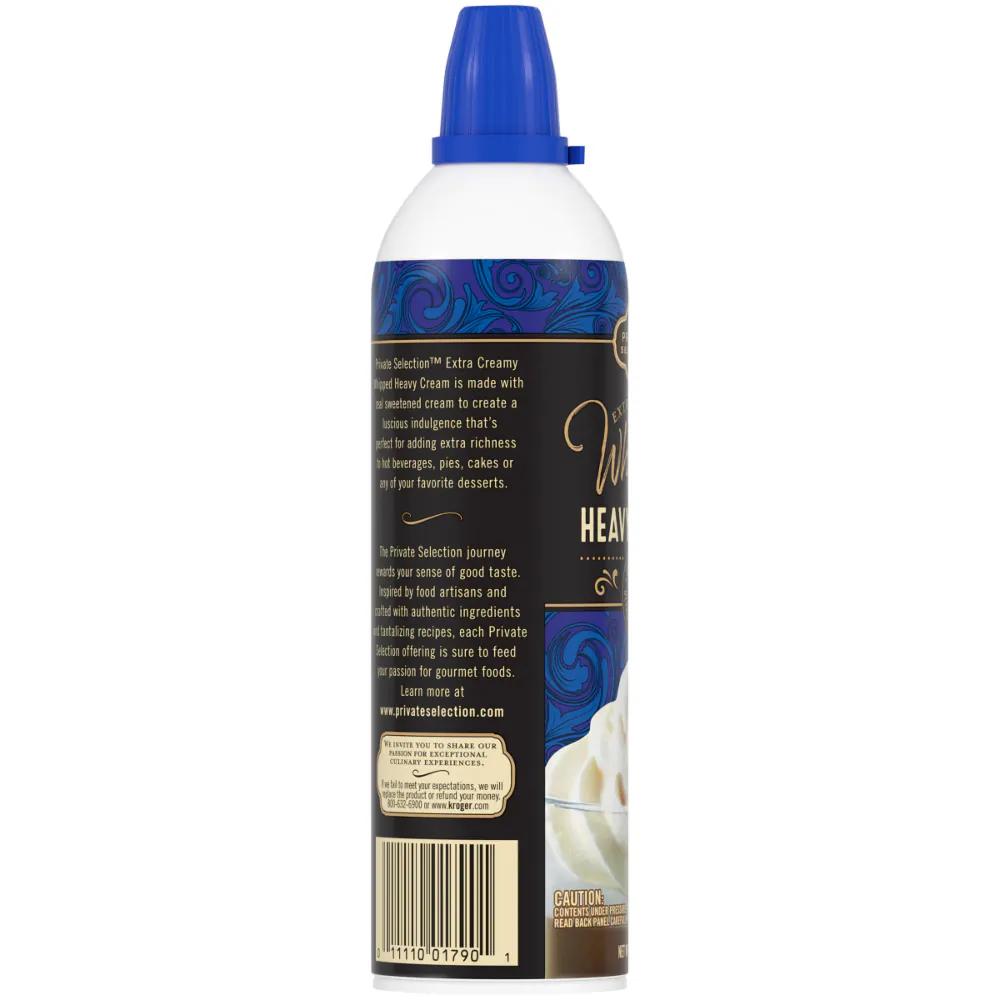 Private Selection™ Extra Creamy
Whipped Heavy Cream is made with
real sweetened cream to create a
luscious indulgence that's
perfect for adding extra richness
to hot beverages, pies, cakes or
any of your favorite desserts.
The Private Selection journey
rewards your sense of good taste.
Inspired by food artisans and
crafted with authentic ingredients
and tantalizing recipes, each Private
Selection offering is sure to feed
your passion for gourmet foods.
Learn more at
www.privateselection.com
WE INVITE YOU TO SHARE OUR
PASSION FOR EXCEPTIONAL
CULINARY EXPERIENCES.
If we fail to meet your expectations, we will
replace the product or refund your money.
800-632-6900 or www.kroger.com
0 11110 01790 1
EXT
Wh
HEAV
CAUTION:
CONTENTS UNDER PRESS
READ BACK PANEL CAREF
NET